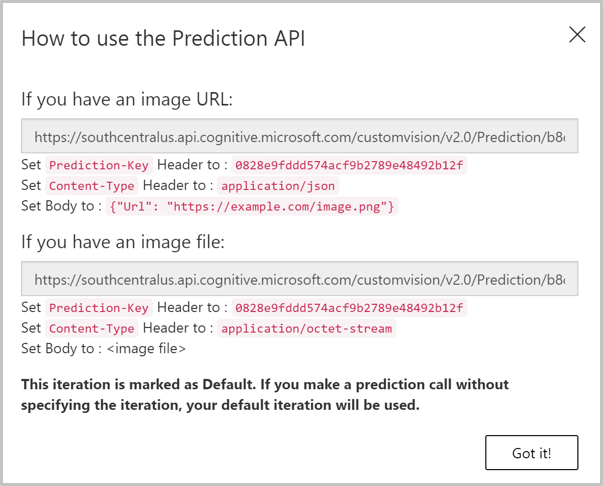 How to use the Prediction API
If you have an image URL:
https://southcentralus.api.cognitive.microsoft.com/customvision/v2.0/Prediction/b8
Set Prediction-Key Header to : 0828e9fddd574acf9b2789e48492b12f
Set Content-Type Header to : application/json
Set Body to : {"Url": "https://example.com/image.png"}
If you have an image file:
https://southcentralus.api.cognitive.microsoft.com/customvision/v2.0/Prediction/b8
Set Prediction-Key Header to : 0828e9fddd574acf9b2789e48492b12f
Set Content-Type Header to : application/octet-stream
Set Body to : <image file>
This iteration is marked as Default. If you make a prediction call without
specifying the iteration, your default iteration will be used.
Got it!